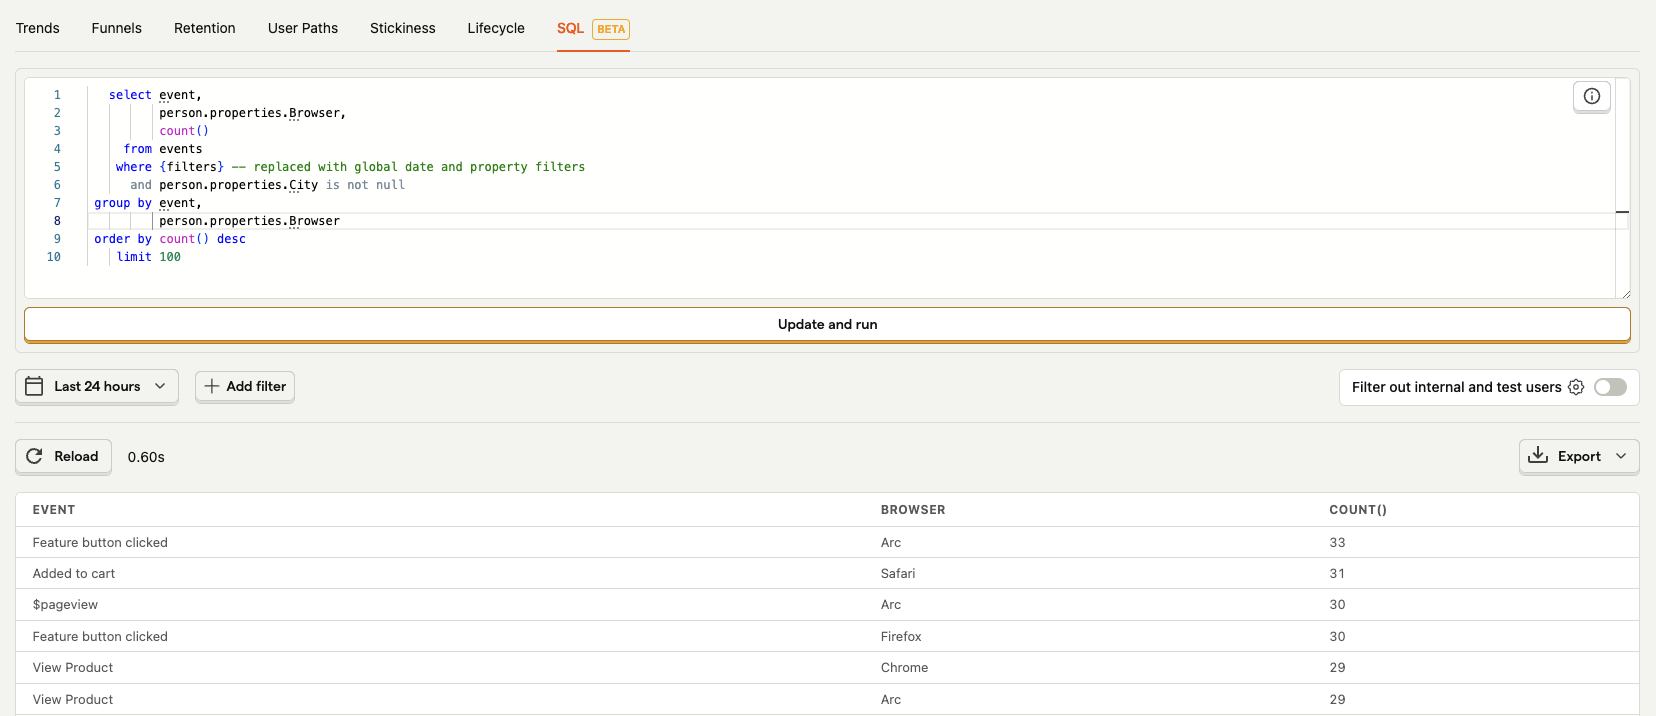 Trends Funnels Retention User Paths Stickiness Lifecycle SQL BETA
1 select event,
2 person.properties.Browser,
3 count()
4 from events
5 where {filters} -- replaced with global date and property filters
6 and person.properties.City is not null
7 group by event,
8 person.properties.Browser
9 order by count() desc
10 limit 100
Update and run
Last 24 hours Add filter Filter out internal and test users
Reload 0.60s Export
EVENT BROWSER COUNT()
Feature button clicked Arc 33
Added to cart Safari 31
$pageview Arc 30
Feature button clicked Firefox 30
View Product Chrome 29
View Product Arc 29